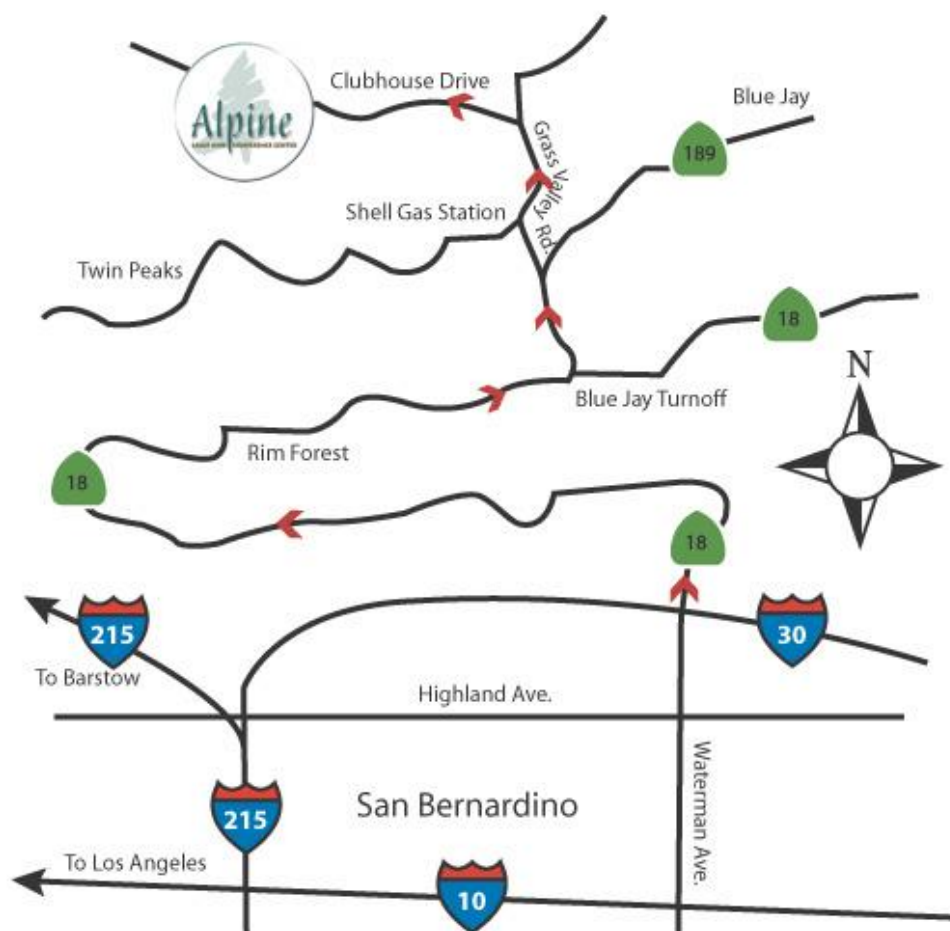 Clubhouse Drive
Blue Jay
Alpine
189
Grass Valley Rd.
Shell Gas Station
Twin Peaks
18
N
Blue Jay Turnoff
Rim Forest
18
18
215
30
To Barstow
Highland Ave.
Waterman Ave.
San Bernardino
215
To Los Angeles
10